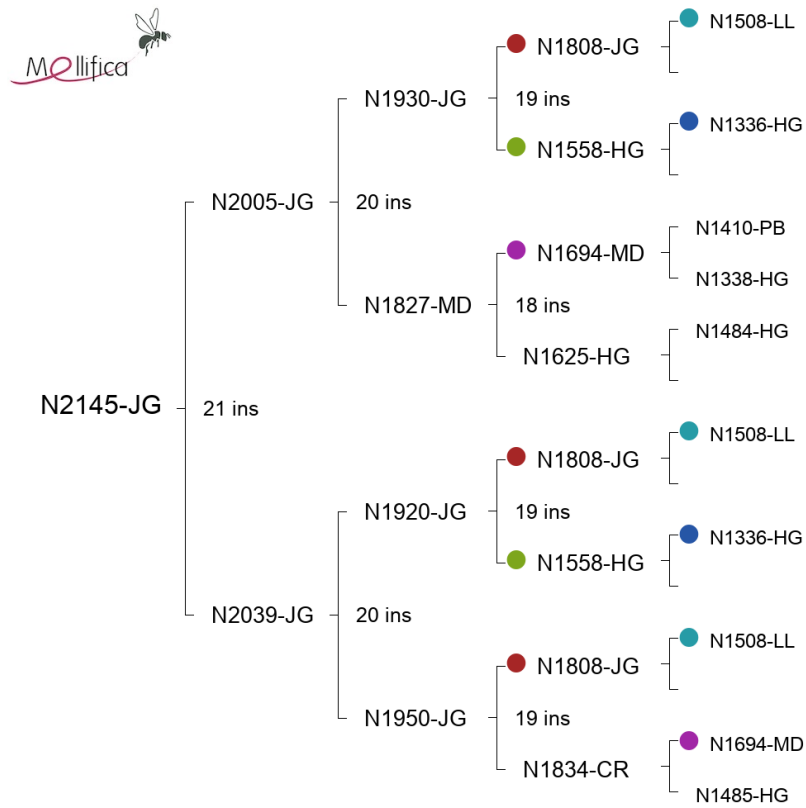 Mellifica
N1808-JG
N1508-LL
N1930-JG
19 ins
N1558-HG
N1336-HG
N2005-JG
20 ins
N1694-MD
N1410-PB
N1338-HG
N1827-MD
18 ins
N1625-HG
N1484-HG
N2145-JG
21 ins
N1808-JG
N1508-LL
N1920-JG
19 ins
N1558-HG
N1336-HG
N2039-JG
20 ins
N1808-JG
N1508-LL
N1950-JG
19 ins
N1834-CR
N1694-MD
N1485-HG